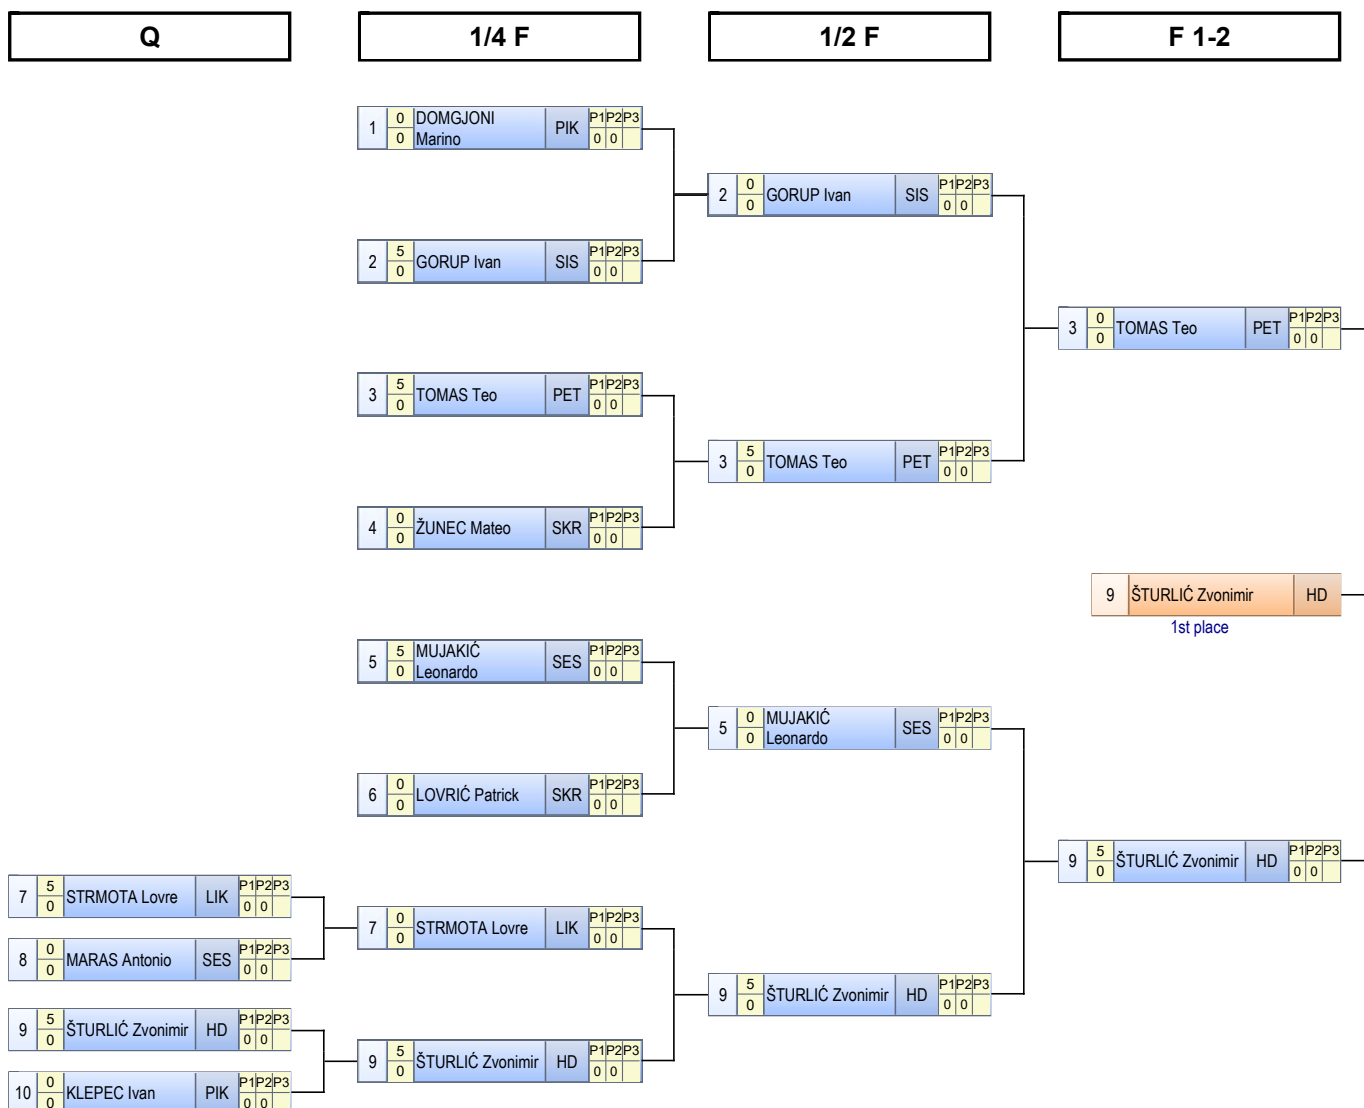 Q
1/4 F
1/2 F
F 1-2
1 0 0 DOMGJONI Marino PIK P1 P2 P3 0 0
2 5 0 GORUP Ivan SIS P1 P2 P3 0 0
3 5 0 TOMAS Teo PET P1 P2 P3 0 0
4 0 0 ŽUNEC Mateo SKR P1 P2 P3 0 0
5 5 0 MUJAKIĆ Leonardo SES P1 P2 P3 0 0
6 0 0 LOVRIĆ Patrick SKR P1 P2 P3 0 0
7 5 0 STRMOTA Lovre LIK P1 P2 P3 0 0
8 0 0 MARAS Antonio SES P1 P2 P3 0 0
9 5 0 ŠTURLIĆ Zvonimir HD P1 P2 P3 0 0
10 0 0 KLEPEC Ivan PIK P1 P2 P3 0 0
7 0 0 STRMOTA Lovre LIK P1 P2 P3 0 0
9 5 0 ŠTURLIĆ Zvonimir HD P1 P2 P3 0 0
2 0 0 GORUP Ivan SIS P1 P2 P3 0 0
3 5 0 TOMAS Teo PET P1 P2 P3 0 0
5 0 0 MUJAKIĆ Leonardo SES P1 P2 P3 0 0
9 5 0 ŠTURLIĆ Zvonimir HD P1 P2 P3 0 0
3 0 0 TOMAS Teo PET P1 P2 P3 0 0
9 ŠTURLIĆ Zvonimir HD
1st place
9 5 0 ŠTURLIĆ Zvonimir HD P1 P2 P3 0 0